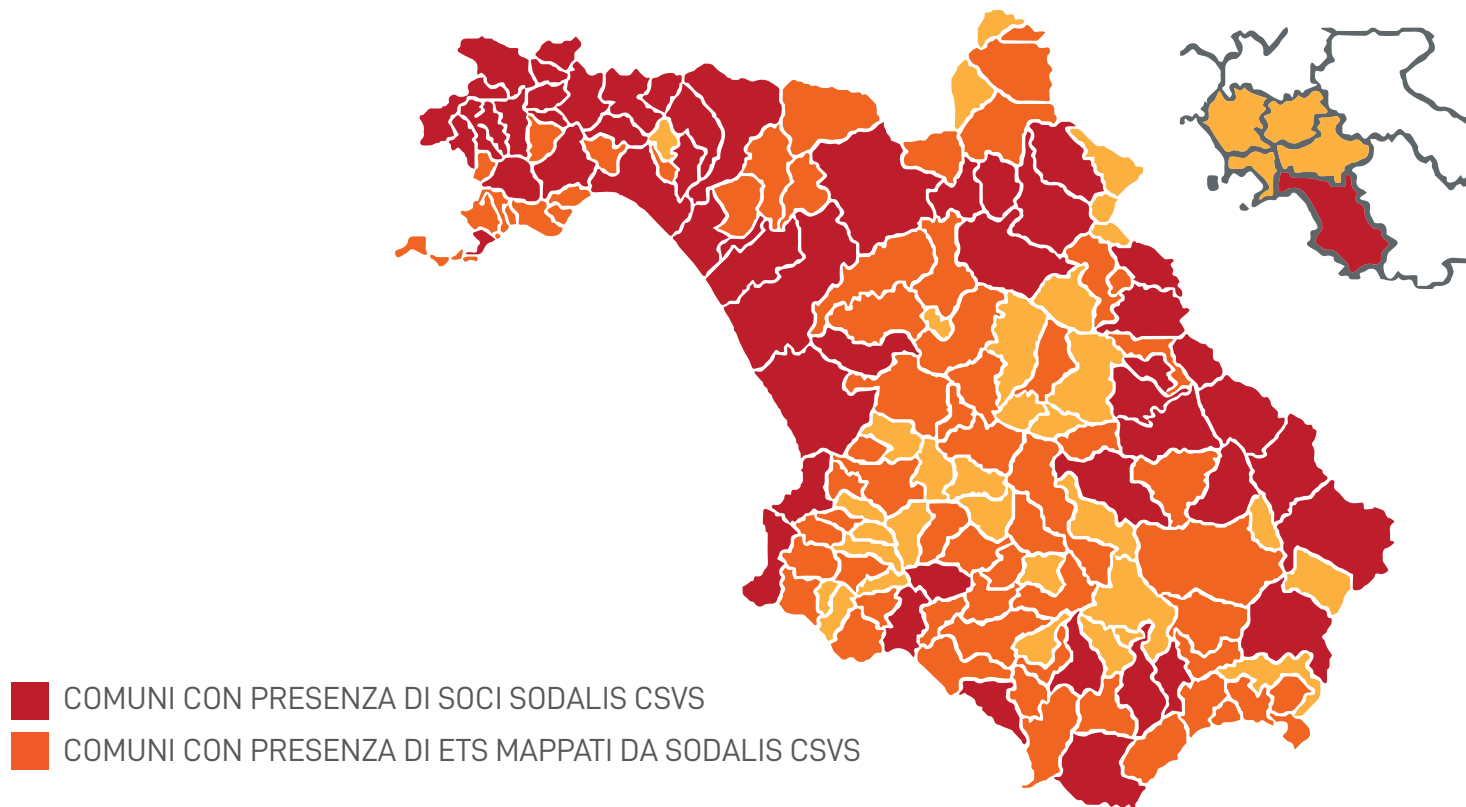 COMUNI CON PRESENZA DI SOCI SODALIS CSVS
COMUNI CON PRESENZA DI ETS MAPPATI DA SODALIS CSVS